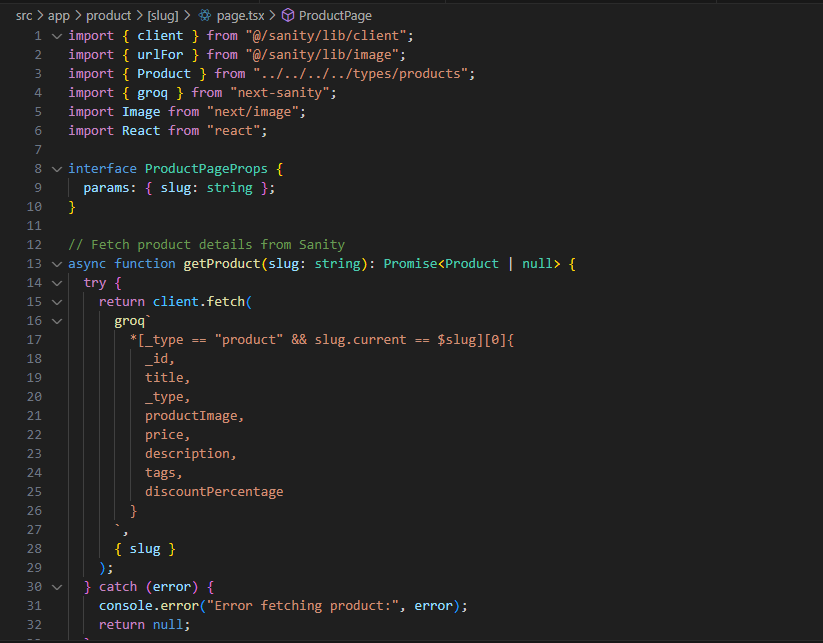 src > app > product > [slug] > page.tsx > ProductPage
1 import { client } from "@/sanity/lib/client";
2 import { urlFor } from "@/sanity/lib/image";
3 import { Product } from "../../../../types/products";
4 import { groq } from "next-sanity";
5 import Image from "next/image";
6 import React from "react";
7
8 interface ProductPageProps {
9   params: { slug: string };
10 }
11
12 // Fetch product details from Sanity
13 async function getProduct(slug: string): Promise<Product | null> {
14   try {
15     return client.fetch(
16       groq`
17         *[_type == "product" && slug.current == $slug][0]{
18           _id,
19           title,
20           _type,
21           productImage,
22           price,
23           description,
24           tags,
25           discountPercentage
26         }
27       `,
28       { slug }
29     );
30   } catch (error) {
31     console.error("Error fetching product:", error);
32     return null;